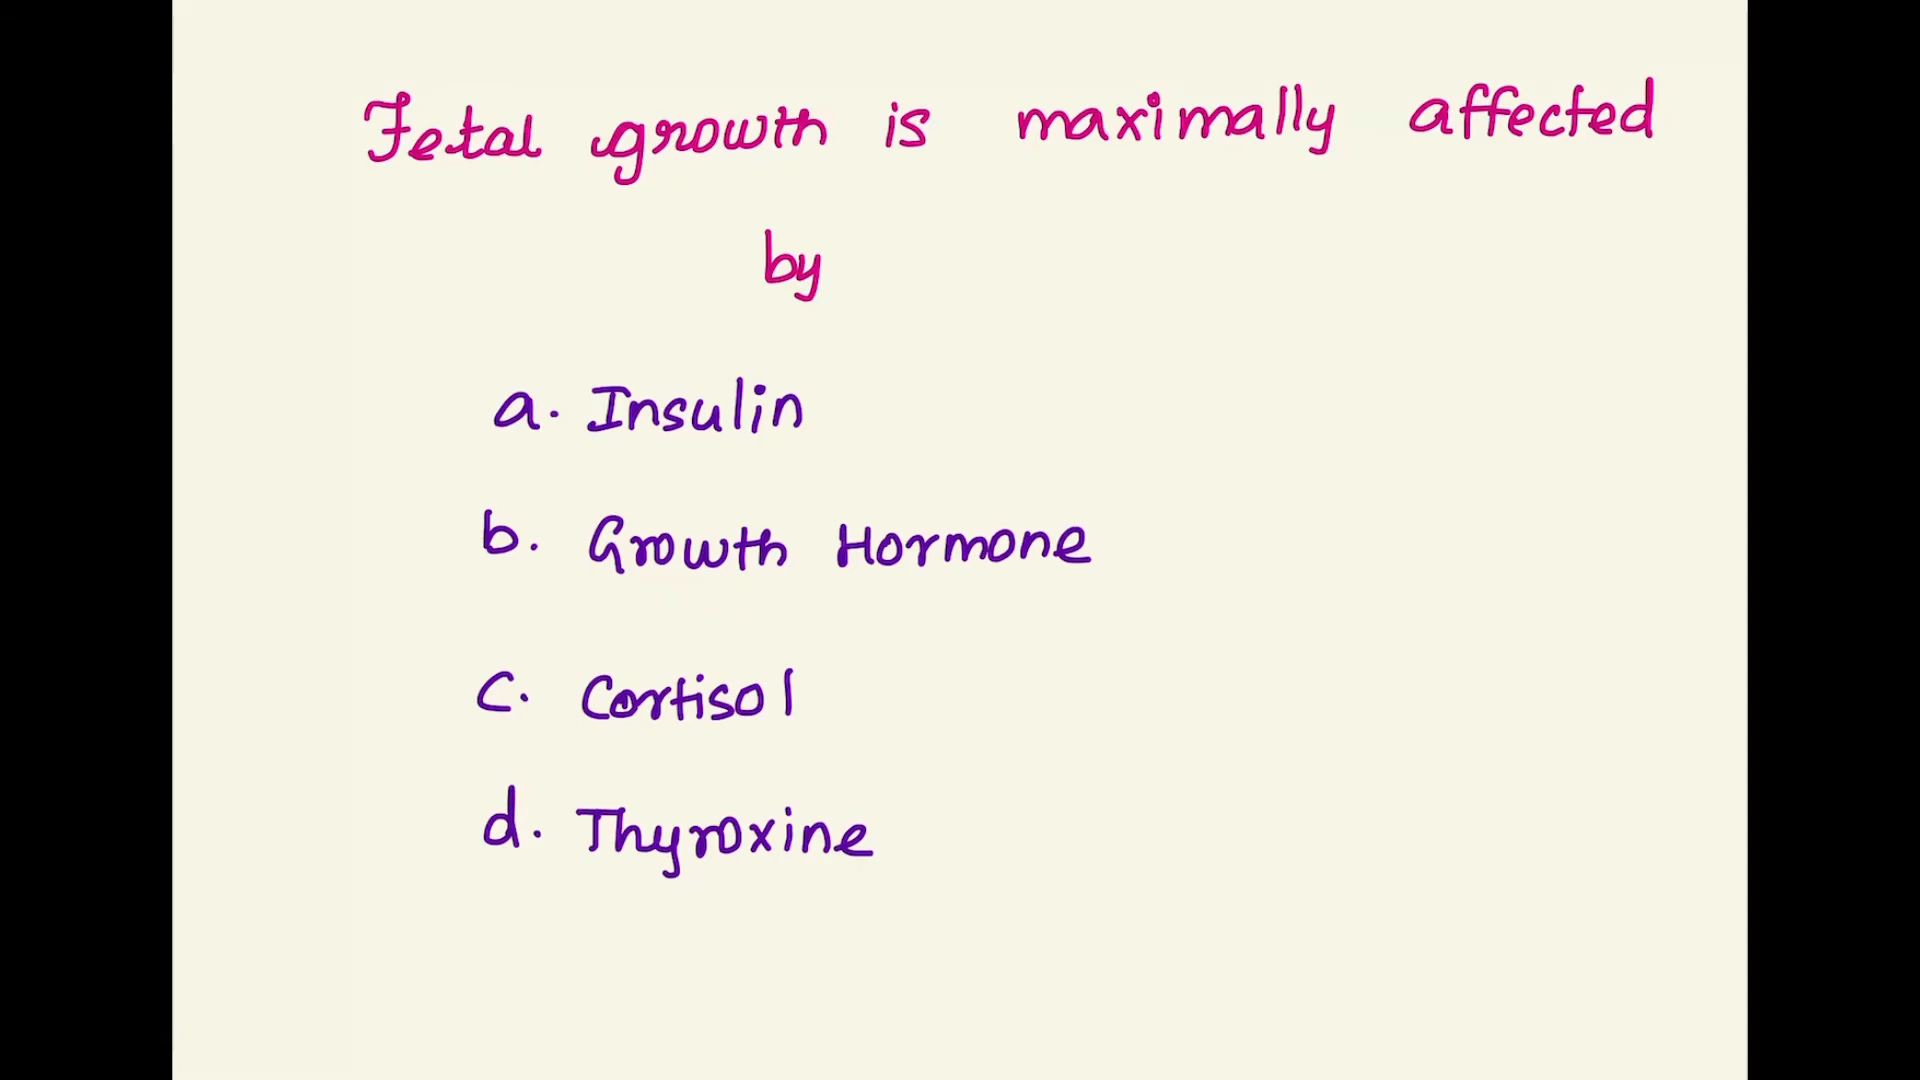 Fetal growth is maximally affected
by
a. Insulin
b. Growth Hormone
c. Cortisol
d. Thyroxine